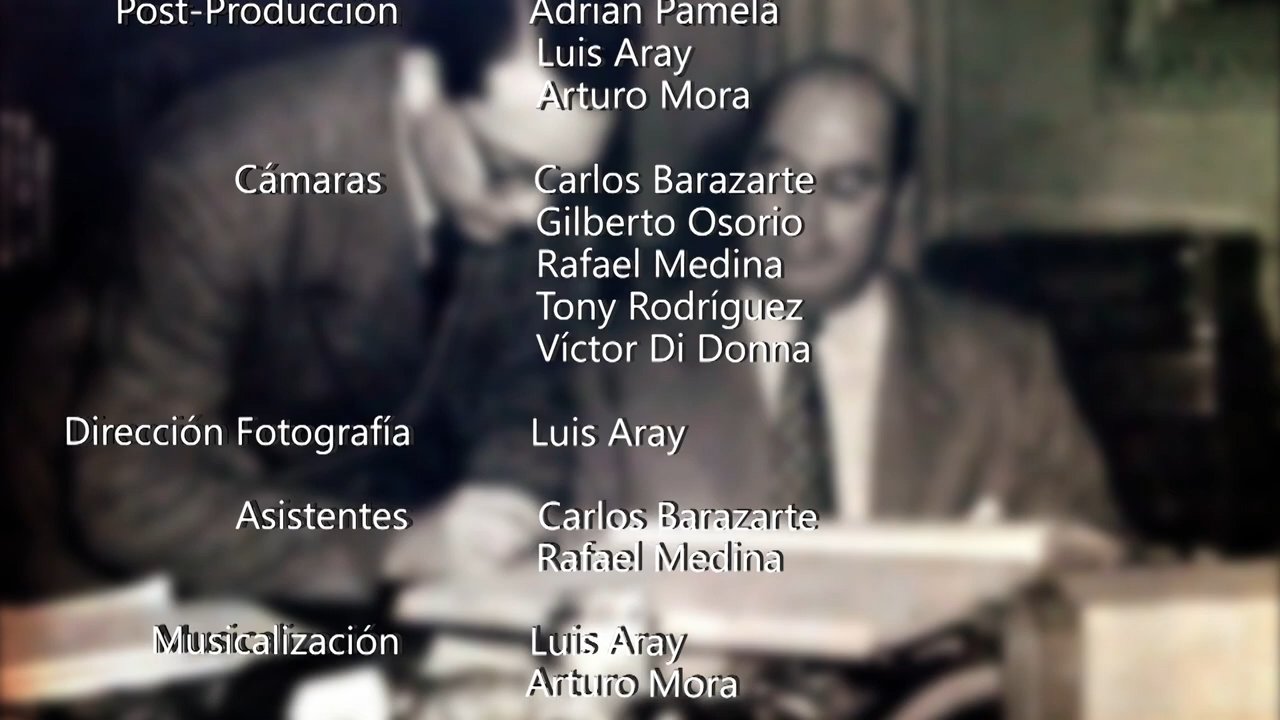 Post-Producción Adrián Pamela
Luis Aray
Arturo Mora
Cámaras Carlos Barazarte
Gilberto Osorio
Rafael Medina
Tony Rodríguez
Víctor Di Donna
Dirección Fotografía Luis Aray
Asistentes Carlos Barazarte
Rafael Medina
Musicalización Luis Aray
Arturo Mora